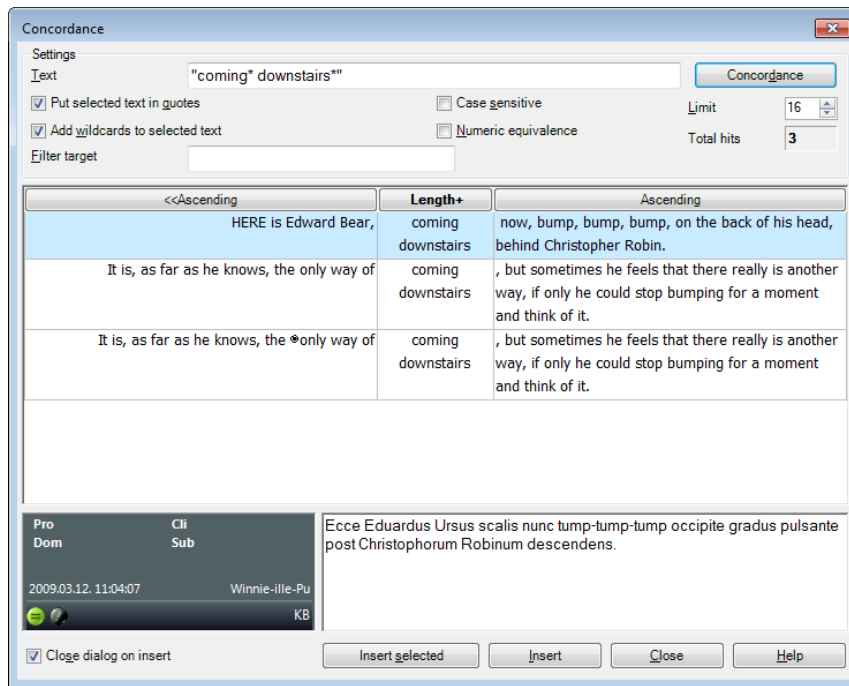 Concordance
Settings
Text
"coming* downstairs*"
Concordance
Put selected text in quotes
Case sensitive
Limit
16
Add wildcards to selected text
Numeric equivalence
Total hits
3
Filter target
<<Ascending
Length+
Ascending
HERE is Edward Bear,
coming
downstairs
now, bump, bump, bump, on the back of his head,
behind Christopher Robin.
It is, as far as he knows, the only way of
coming
downstairs
, but sometimes he feels that there really is another
way, if only he could stop bumping for a moment
and think of it.
It is, as far as he knows, the only way of
coming
downstairs
, but sometimes he feels that there really is another
way, if only he could stop bumping for a moment
and think of it.
Pro
Cli
Dom
Sub
2009.03.12. 11:04:07
Winnie-ille-Pu
KB
Ecce Eduardus Ursus scalis nunc tump-tump-tump occipite gradus pulsante
post Christophorum Robinum descendens.
Close dialog on insert
Insert selected
Insert
Close
Help